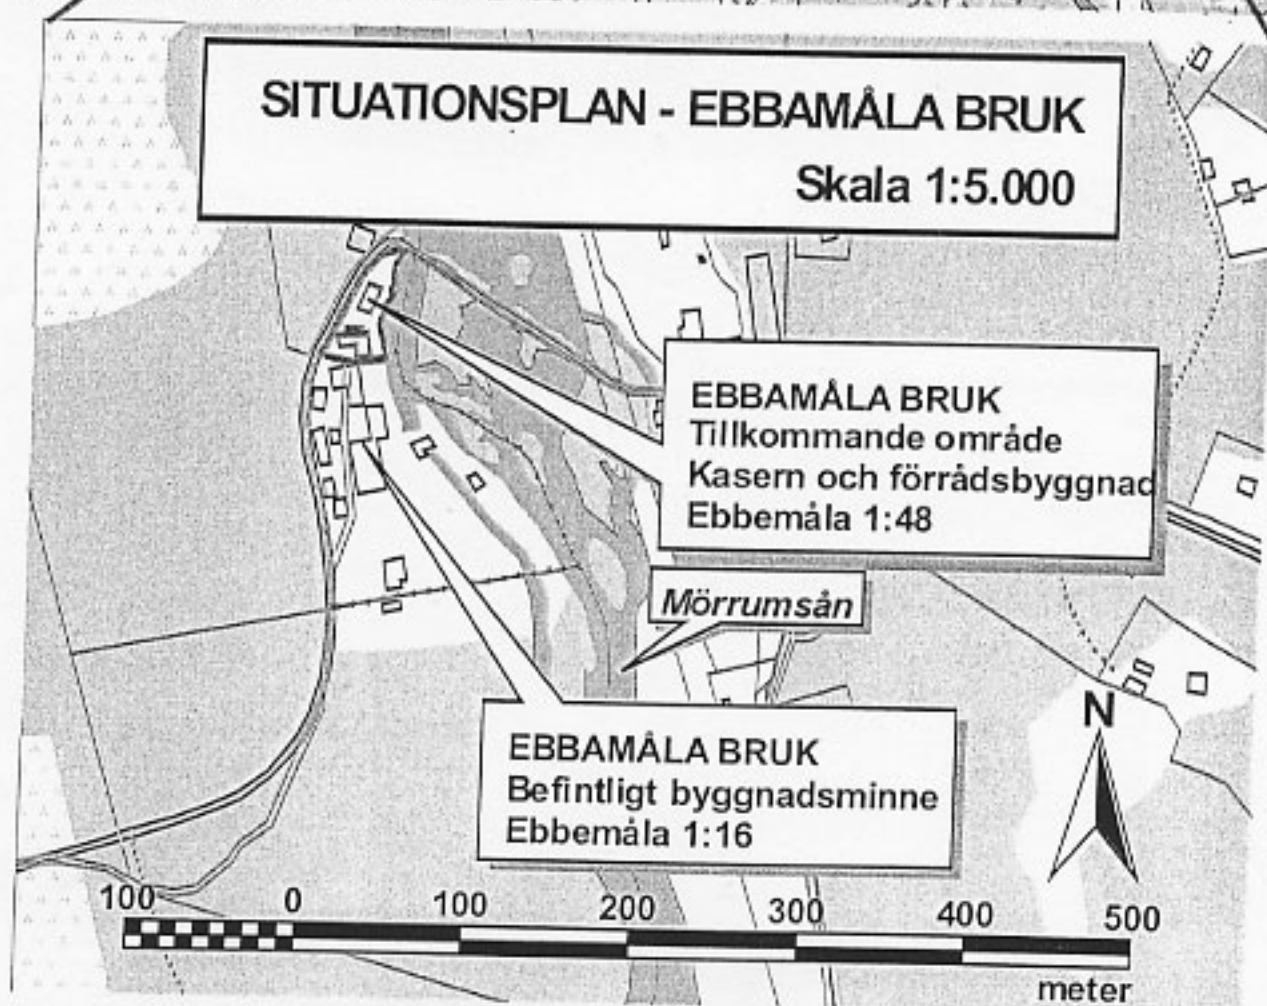 SITUATIONSPLAN - EBBAMÅLA BRUK
Skala 1:5.000
EBBAMÅLA BRUK
Tillkommande område
Kasern och förrådsbyggnad
Ebbemåla 1:48
Mörrumsån
EBBAMÅLA BRUK
Befintligt byggnadsminne
Ebbemåla 1:16
N
100 0 100 200 300 400 500
meter